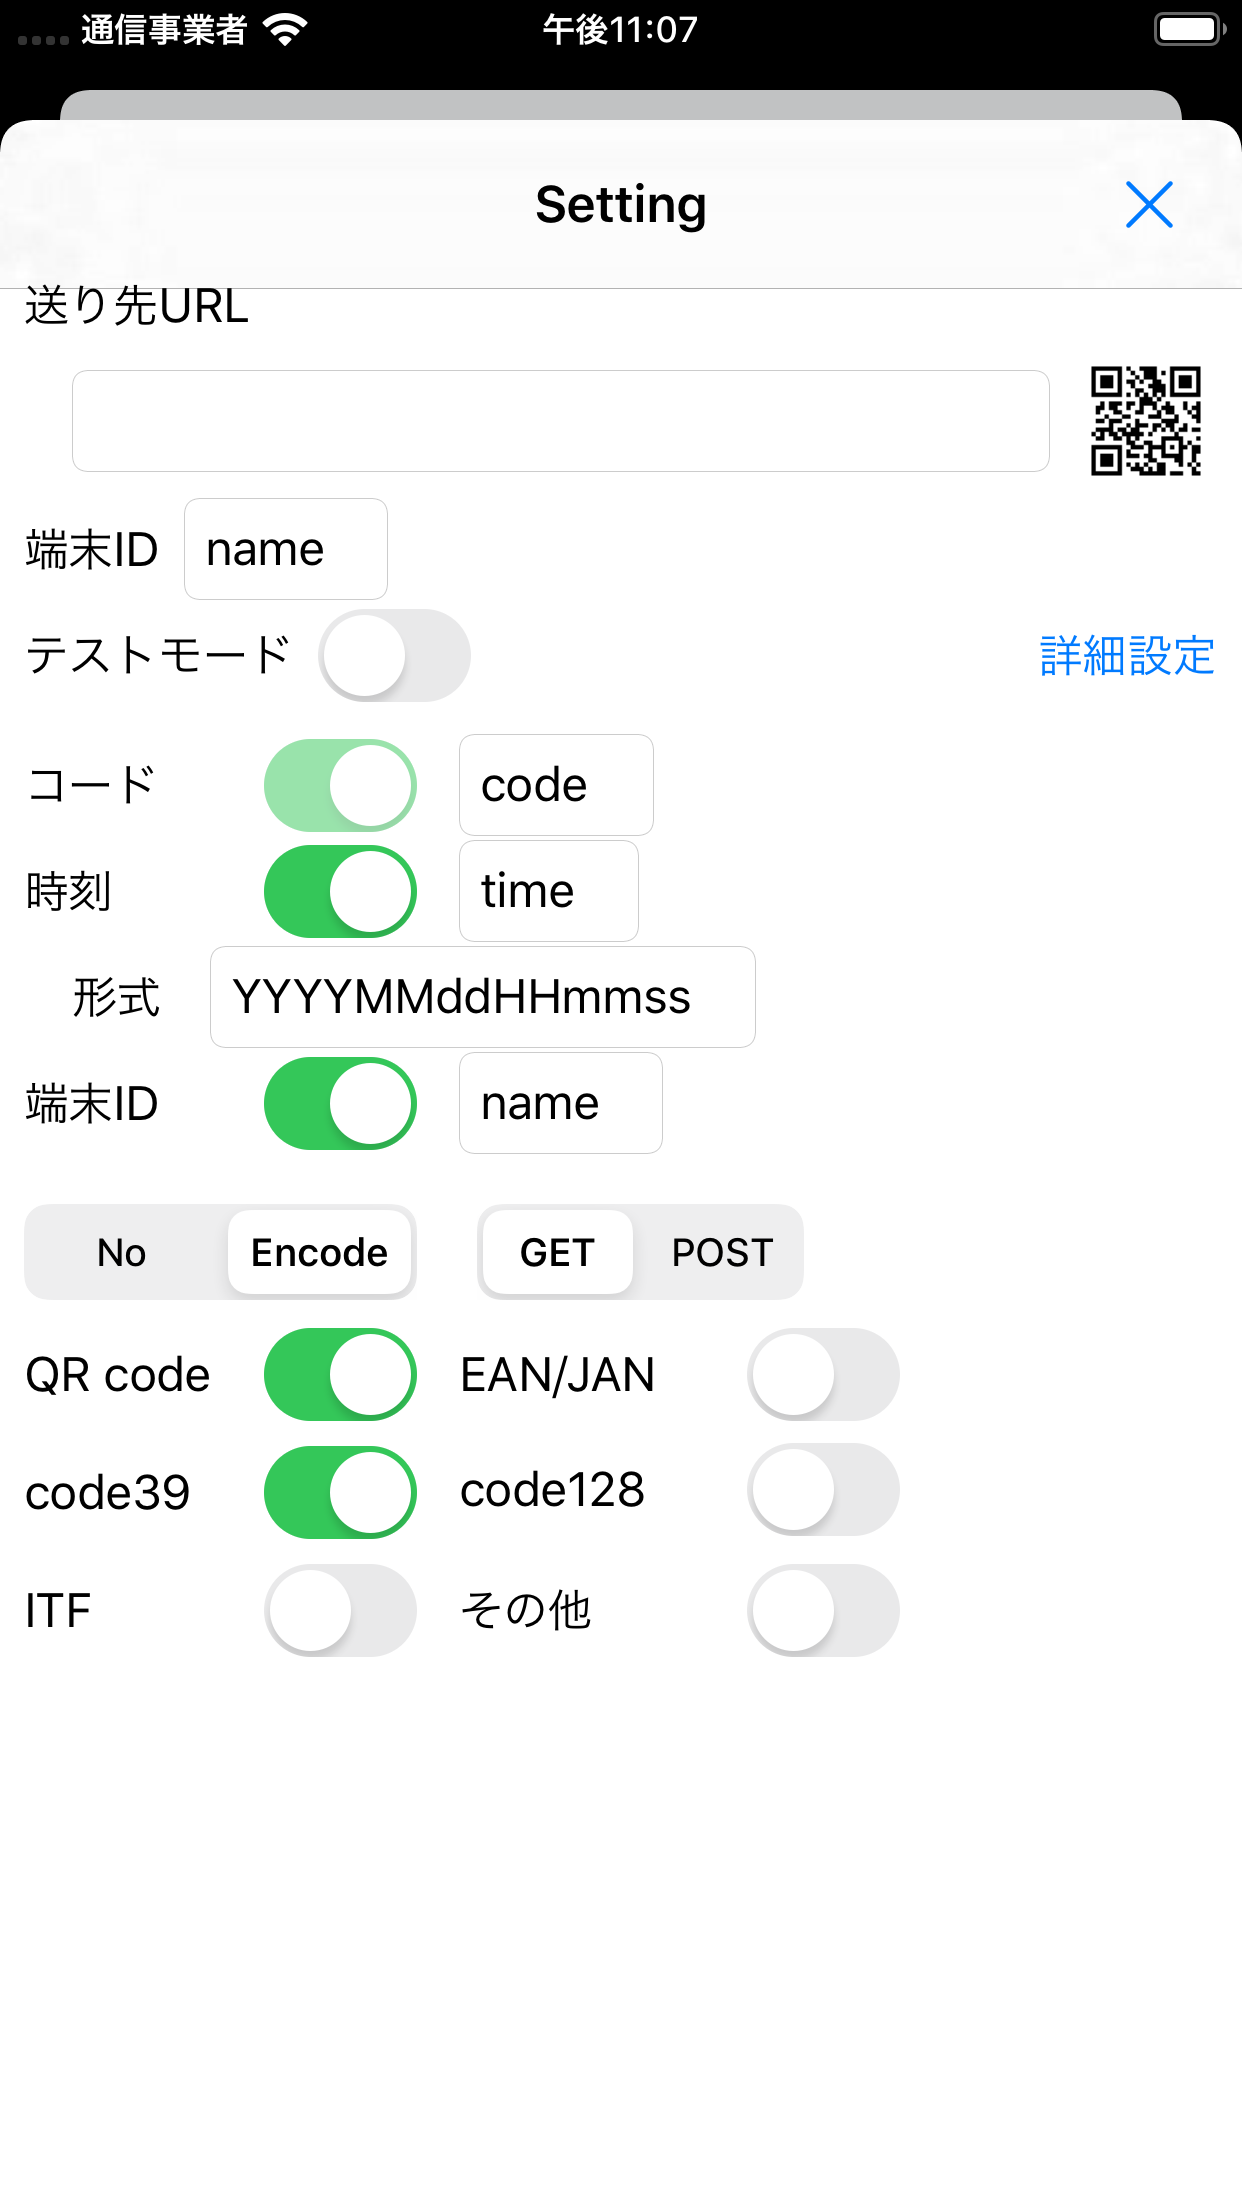 通信事業者 午後11:07
Setting
送り先URL
端末ID name
テストモード 詳細設定
コード code
時刻 time
形式 YYYYMMddHHmmss
端末ID name
No Encode GET POST
QR code EAN/JAN
code39 code128
ITF その他